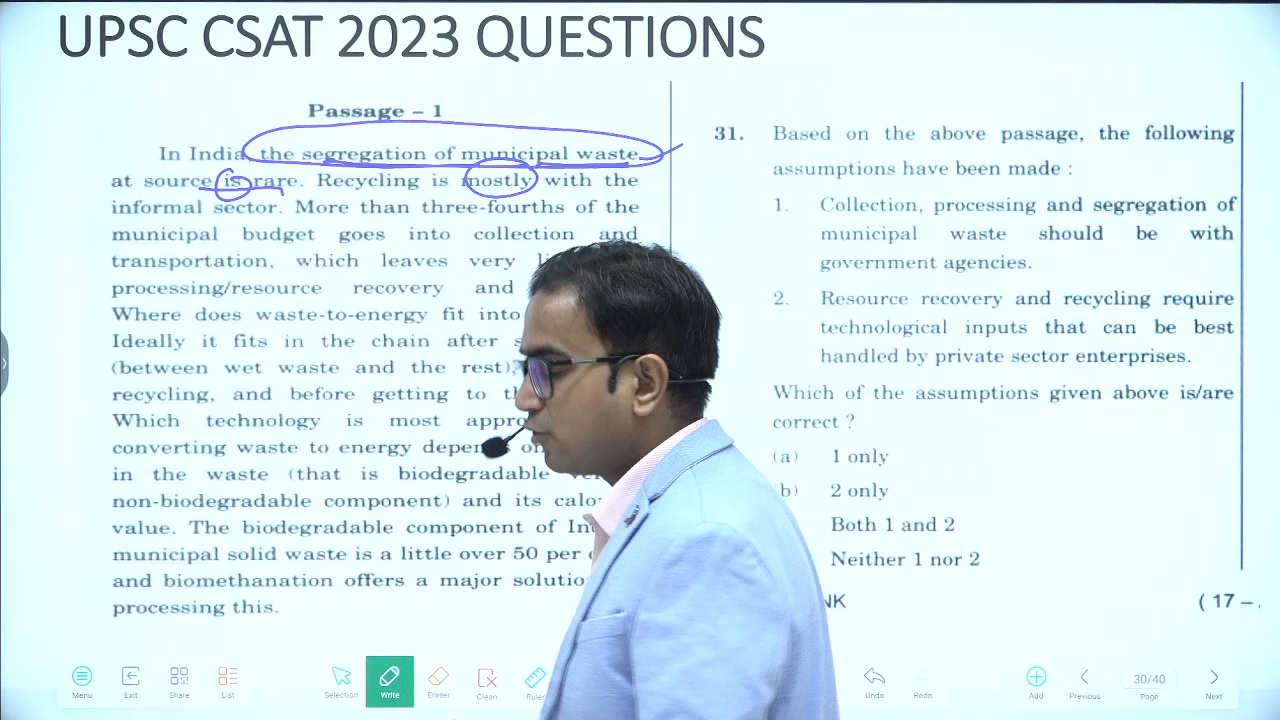 UPSC CSAT 2023 QUESTIONS
Passage – 1
In India, the segregation of municipal waste
at source is rare. Recycling is mostly with the
informal sector. More than three-fourths of the
municipal budget goes into collection and
transportation, which leaves very
processing/resource recovery and
Where does waste-to-energy fit into
Ideally it fits in the chain after
(between wet waste and the rest),
recycling, and before getting to
Which technology is most
converting waste to energy depends on
in the waste (that is biodegradable
non-biodegradable component) and its
value. The biodegradable component of
municipal solid waste is a little over 50 per
and biomethanation offers a major
processing this.
31. Based on the above passage, the following
assumptions have been made :
1. Collection, processing and segregation of
municipal waste should be with
government agencies.
2. Resource recovery and recycling require
technological inputs that can be best
handled by private sector enterprises.
Which of the assumptions given above is/are
correct ?
(a) 1 only
(b) 2 only
Both 1 and 2
Neither 1 nor 2
( 17 –
Menu
Exit
Share
List
Selection
Write
Eraser
Clean
Ruler
Undo
Redo
Add
Previous
30/40
Page
Next